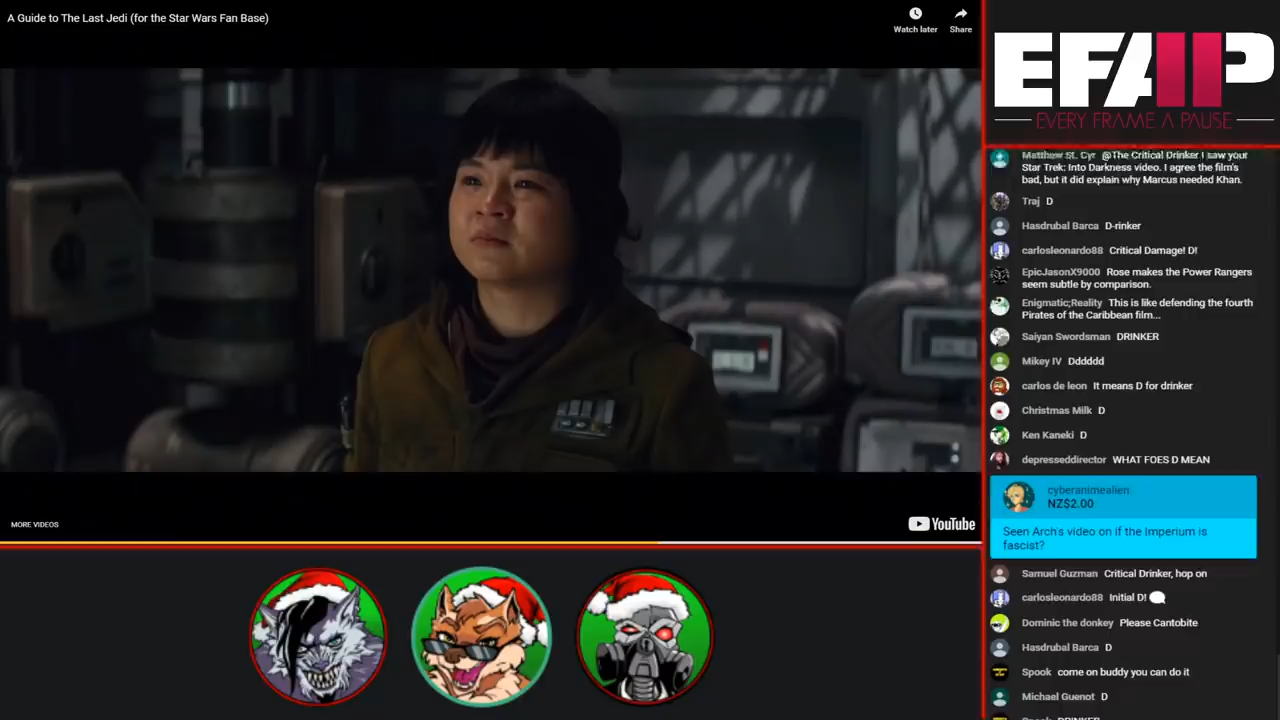 A Guide to The Last Jedi (for the Star Wars Fan Base)
Watch later
Share
MORE VIDEOS
YouTube
EFAP
EVERY FRAME A PAUSE
Matthew St. Cyr @The Critical Drinker I saw your
Star Trek: Into Darkness video. I agree the film's
bad, but it did explain why Marcus needed Khan.
Traj D
Hasdrubal Barca D-rinker
carlosleonardo88 Critical Damage! D!
EpicJasonX9000 Rose makes the Power Rangers
seem subtle by comparison.
Enigmatic;Reality This is like defending the fourth
Pirates of the Caribbean film...
Saiyan Swordsman DRINKER
Mikey IV Dddddd
carlos de leon It means D for drinker
Christmas Milk D
Ken Kaneki D
depresseddirector WHAT FOES D MEAN
cyberanimealien
NZ$2.00
Seen Arch's video on if the Imperium is
fascist?
Samuel Guzman Critical Drinker, hop on
carlosleonardo88 Initial D!
Dominic the donkey Please Cantobite
Hasdrubal Barca D
Spook come on buddy you can do it
Michael Guenot D
Spook DRINKER